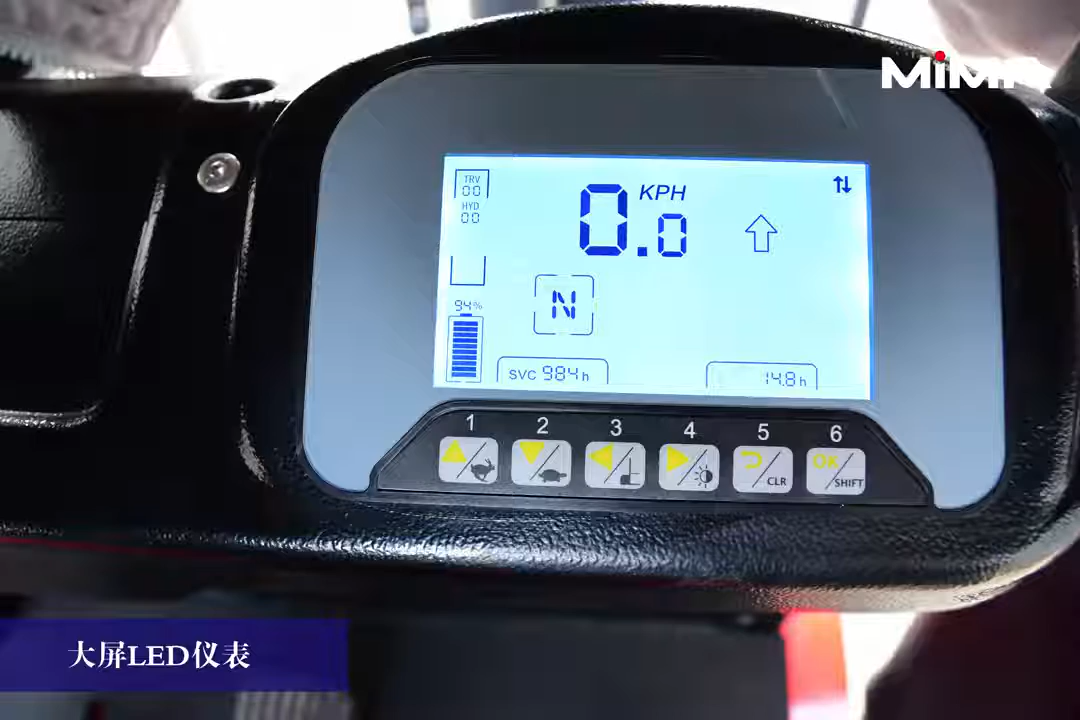 MiMA
TRV
00
HYD
00
0.0 KPH
94%
N
SVC 984h
14.8h
1 2 3 4 5 6
CLR
OK
SHIFT
大屏LED仪表